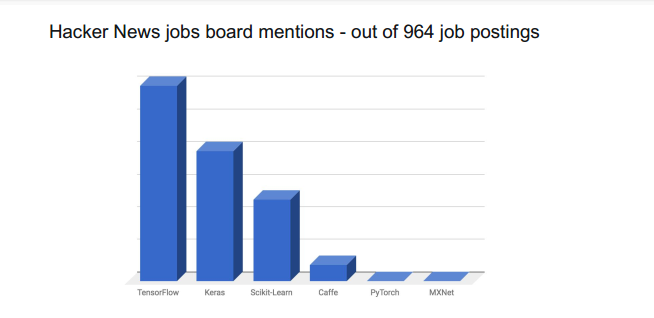 Hacker News jobs board mentions - out of 964 job postings
TensorFlow Keras Scikit-Learn Caffe PyTorch MXNet